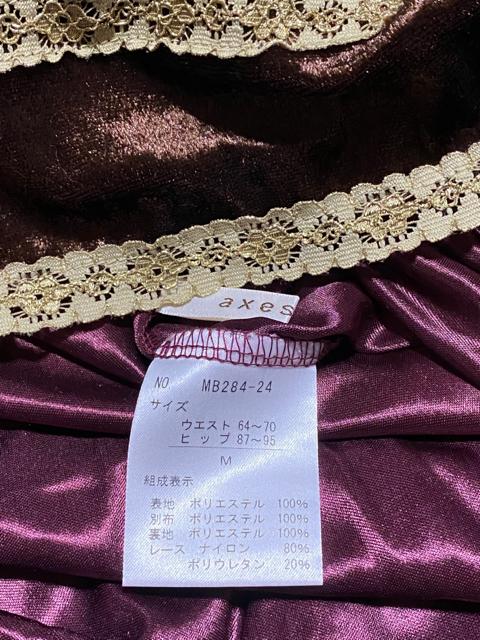 axes
NO. MB284-24
サイズ
ウエスト 64〜70
ヒップ 87〜95
M
組成表示
表地 ポリエステル 100%
別布 ポリエステル 100%
裏地 ポリエステル 100%
レース ナイロン 80%
ポリウレタン 20%